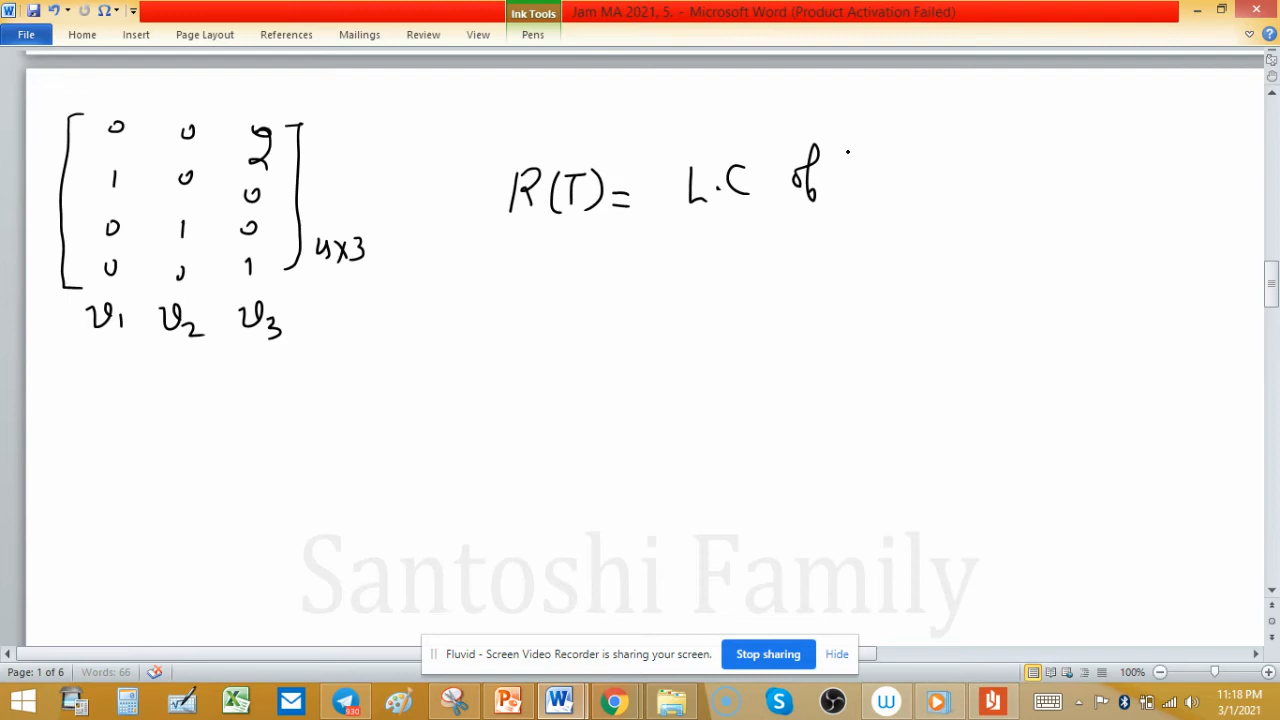 Ink Tools
Jam MA 2021, 5. - Microsoft Word (Product Activation Failed)
File Home Insert Page Layout References Mailings Review View Pens
0 0 2
1 0 0
0 1 0
0 0 1
4x3
v1 v2 v3
R(T) = L.C of
Santoshi Family
Fluvid - Screen Video Recorder is sharing your screen. Stop sharing Hide
Page: 1 of 6 Words: 66 100%
9.30
11:18 PM
3/1/2021